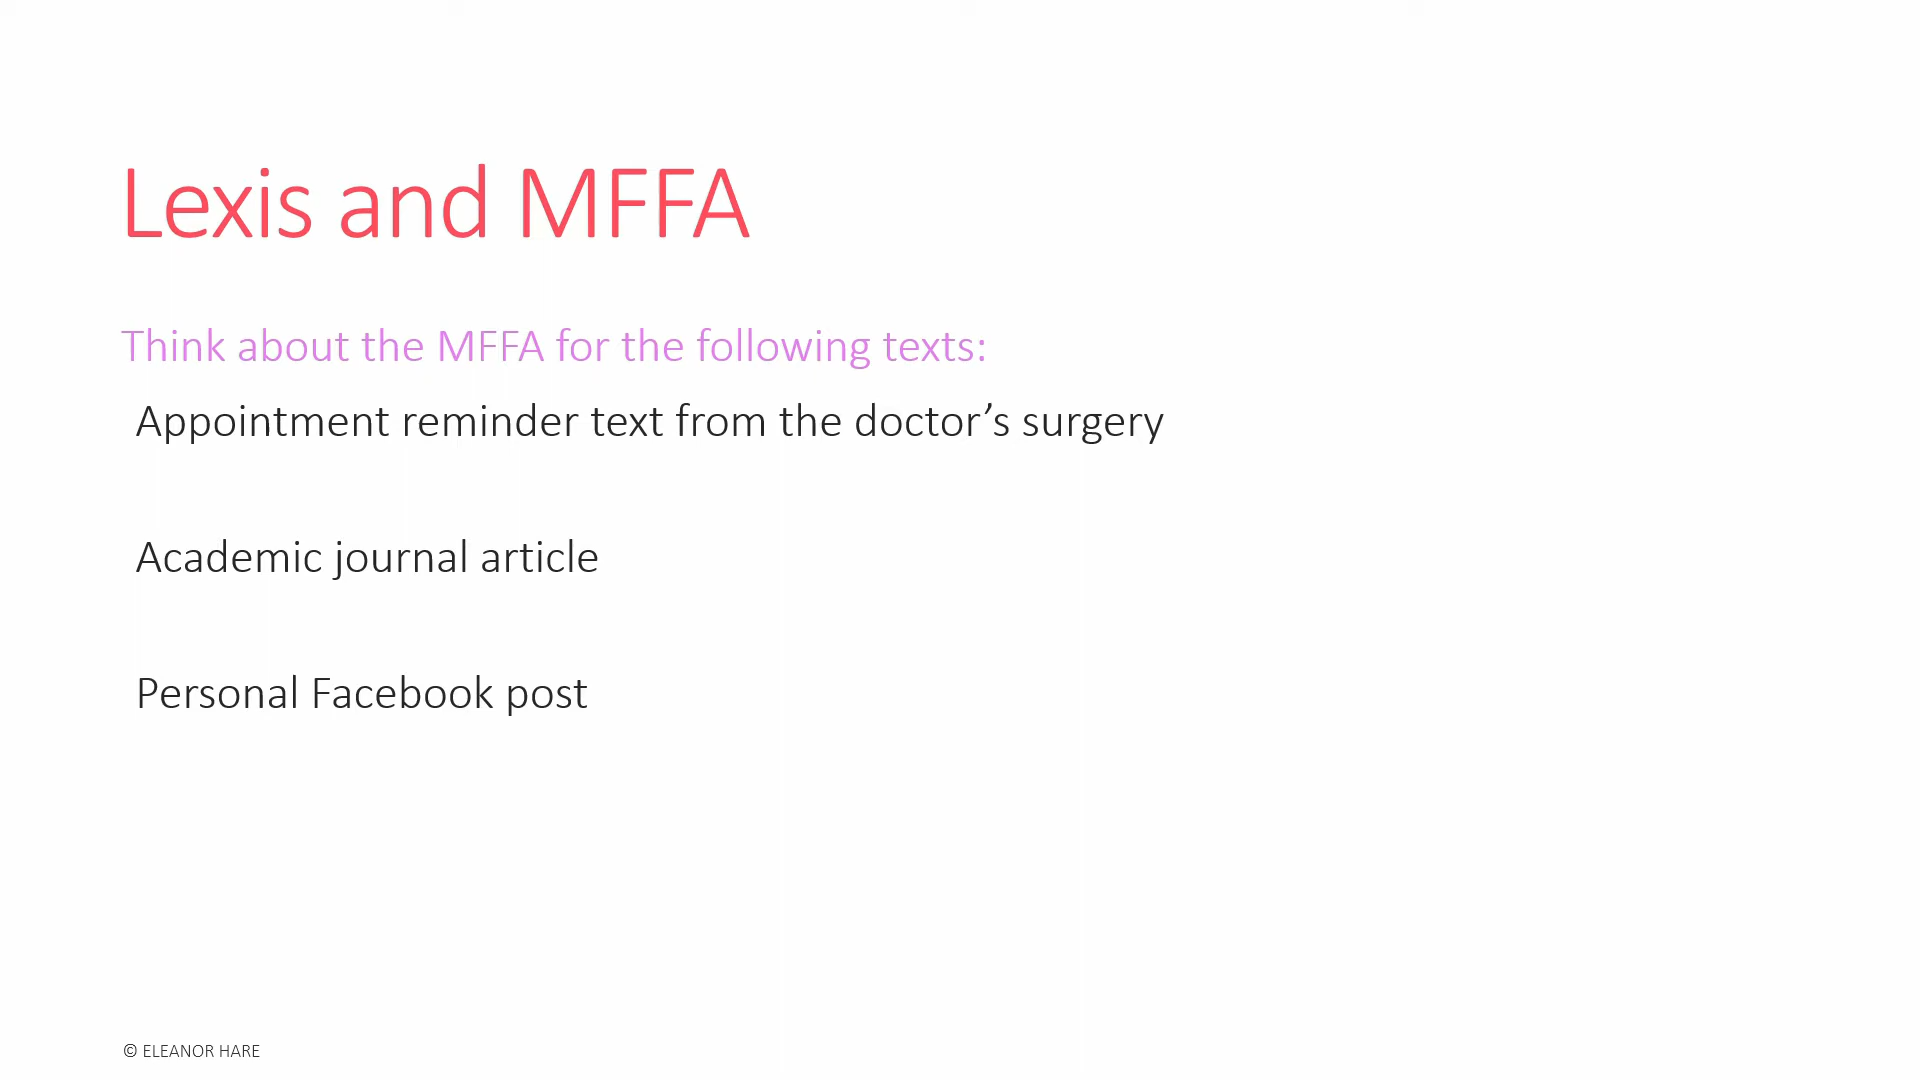 Lexis and MFFA
Think about the MFFA for the following texts:
Appointment reminder text from the doctor’s surgery
Academic journal article
Personal Facebook post
© ELEANOR HARE